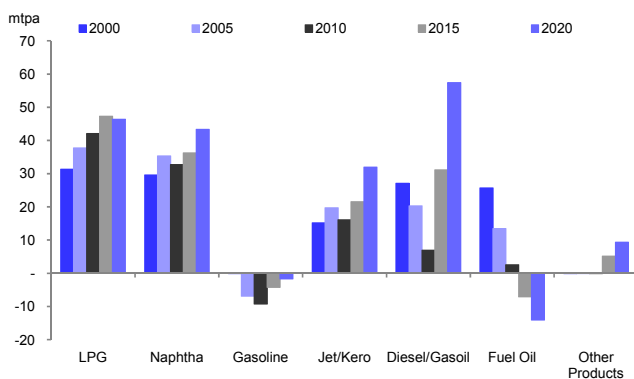 mtpa
2000 2005 2010 2015 2020
70
60
50
40
30
20
10
-
-10
-20
LPG Naphtha Gasoline Jet/Kero Diesel/Gasoil Fuel Oil Other
Products